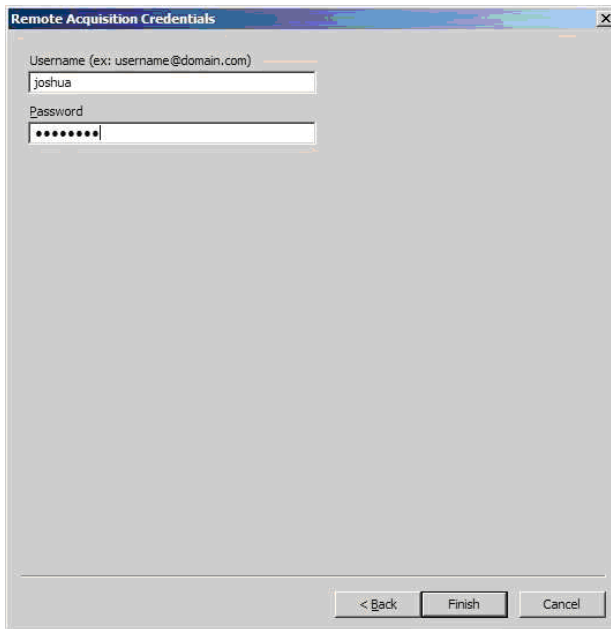 Remote Acquisition Credentials
Username (ex: username@domain.com)
joshua
Password
••••••••
< Back Finish Cancel